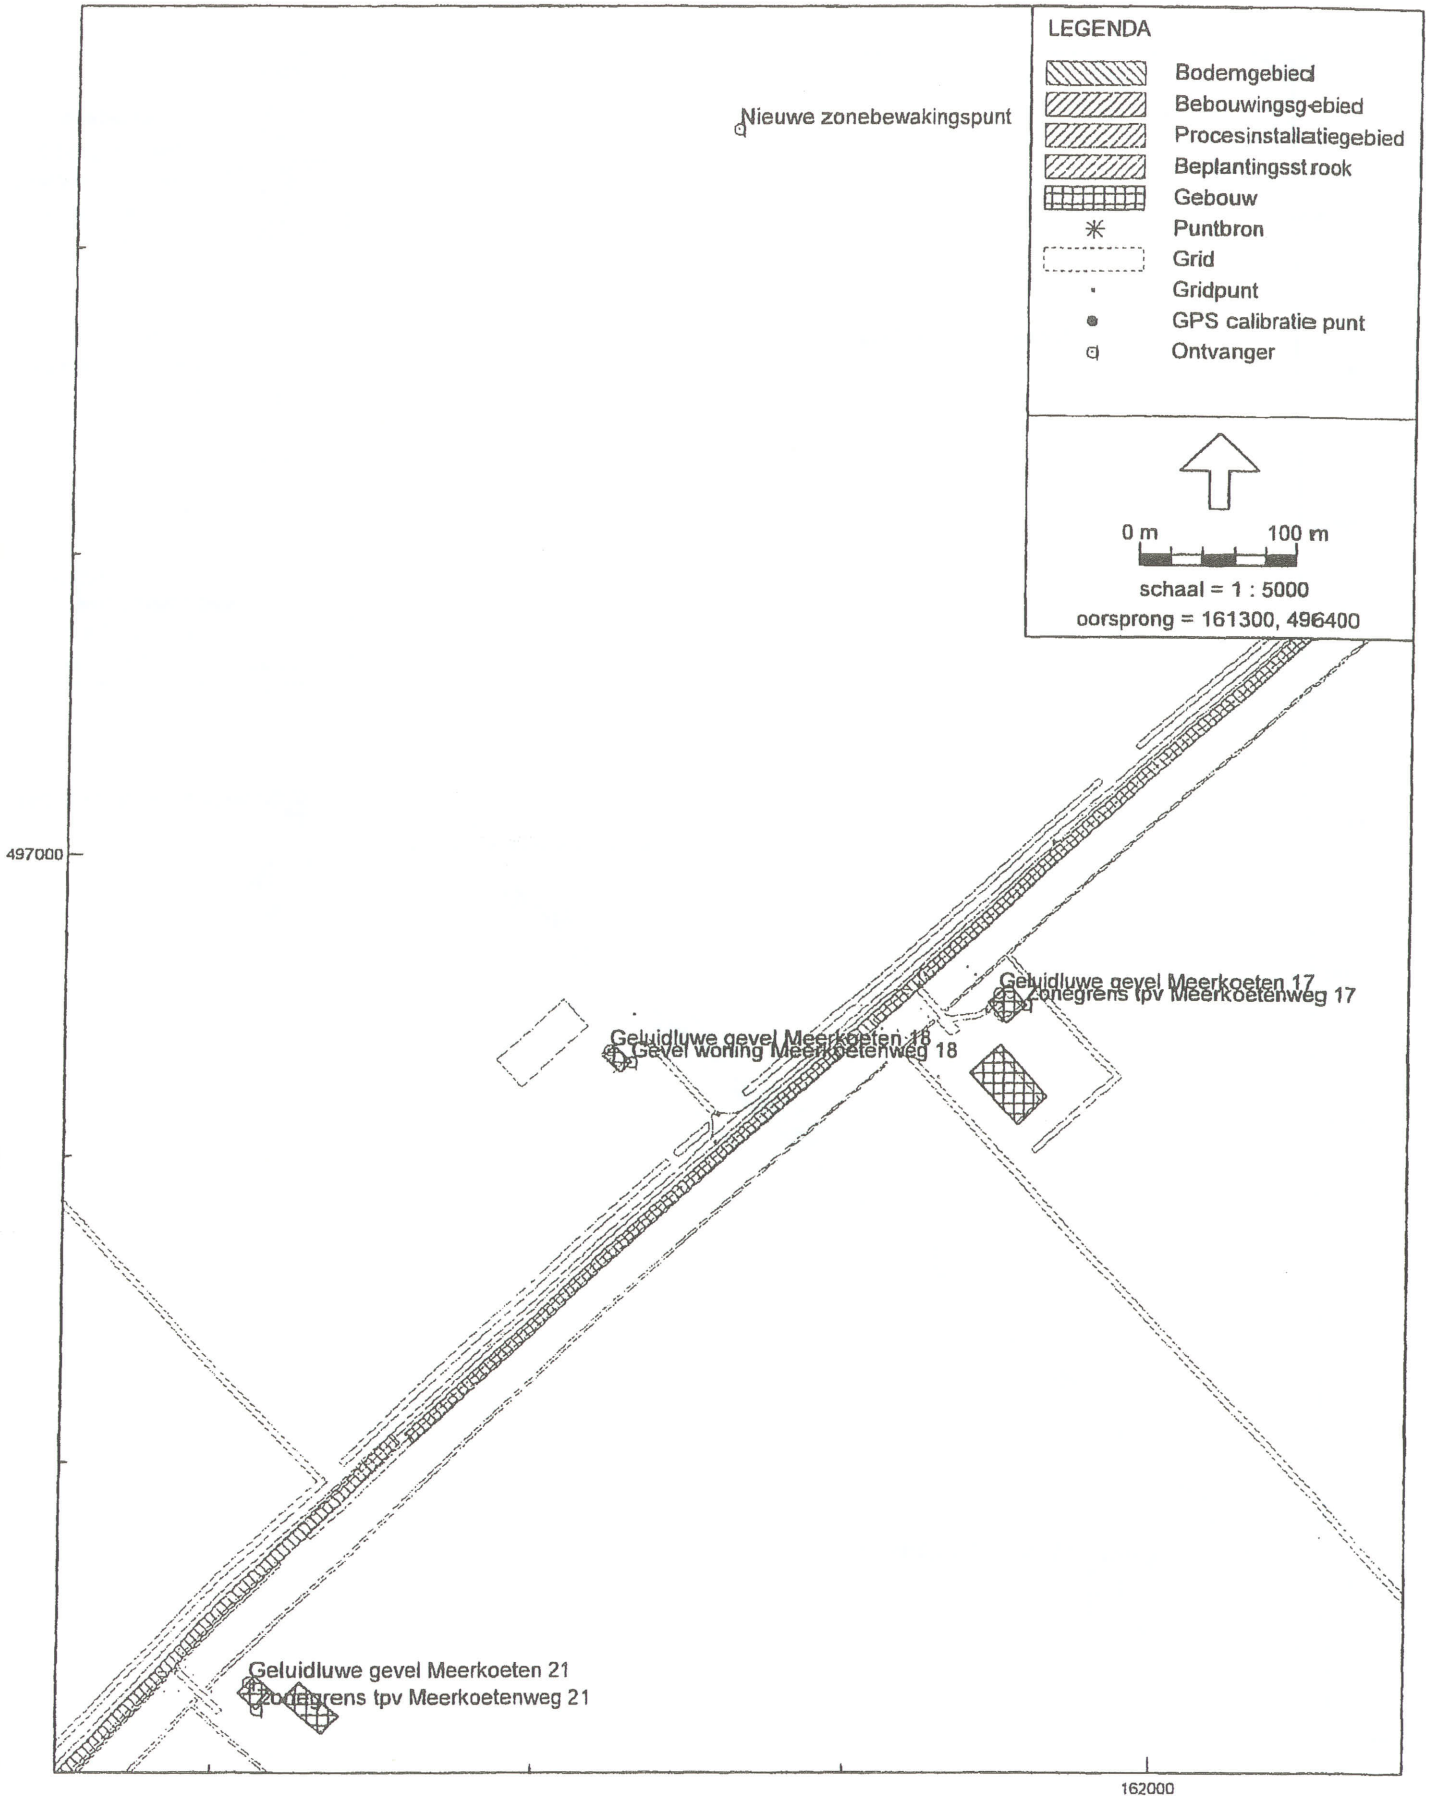 LEGENDA
Bodemgebied
Bebouwingsgebied
Procesinstallatiegebied
Beplantingsstrook
Gebouw
Puntbron
Grid
Gridpunt
GPS calibratie punt
Ontvanger
0 m 100 m
schaal = 1 : 5000
oorsprong = 161300, 496400
Nieuwe zonebewakingspunt
497000
Geluidluwe gevel Meerkoeten 17
Zonegrens tpv Meerkoetenweg 17
Geluidluwe gevel Meerkoeten 18
Gevel woning Meerkoetenweg 18
Geluidluwe gevel Meerkoeten 21
Zonegrens tpv Meerkoetenweg 21
162000